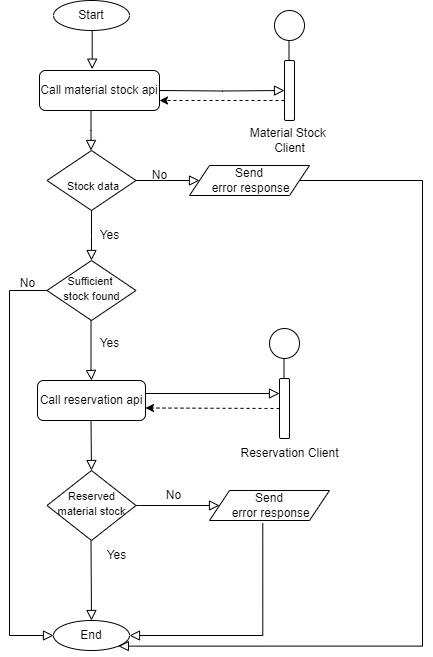 Start
Call material stock api
Material Stock
Client
Stock data
No
Send
error response
Yes
No
Sufficient
stock found
Yes
Call reservation api
Reservation Client
Reserved
material stock
No
Send
error response
Yes
End